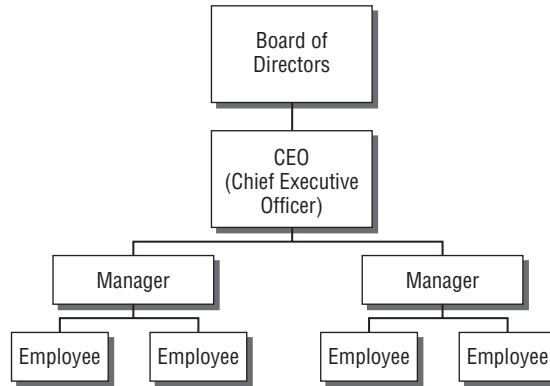 Board of
Directors
CEO
(Chief Executive
Officer)
Manager
Manager
Employee
Employee
Employee
Employee